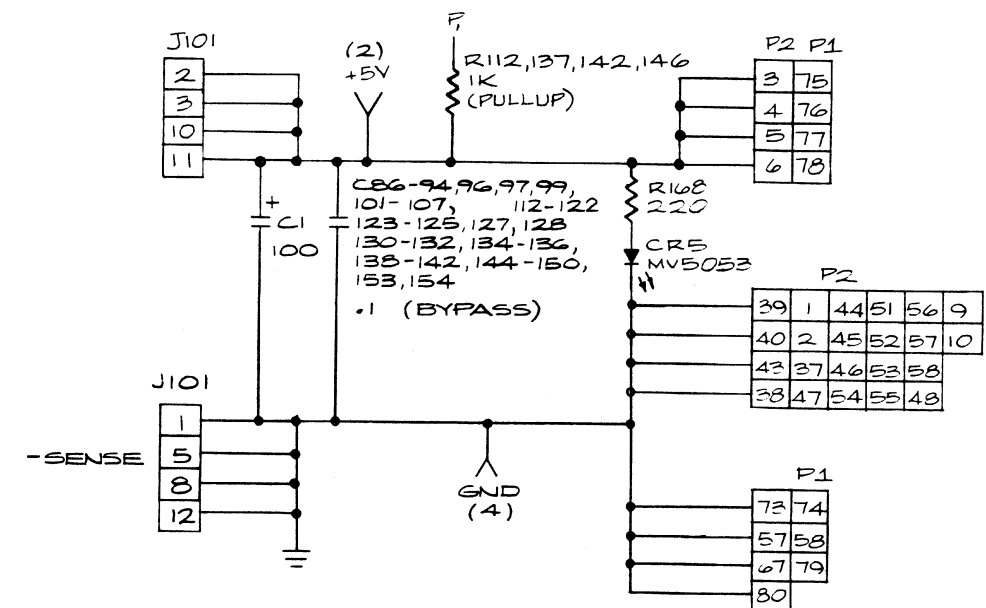 J101
2
3
10
11
(2)
+5V
P,
R112,137,142,146
1K
(PULLUP)
P2 P1
3 75
4 76
5 77
6 78
+
C1
100
C86-94,96,97,99,
101-107, 112-122
123-125,127,128
130-132,134-136,
138-142,144-150,
153,154
.1 (BYPASS)
R168
220
CR5
MV5053
P2
39 1 44 51 56 9
40 2 45 52 57 10
43 37 46 53 58
38 47 54 55 48
J101
1
-SENSE 5
8
12
GND
(4)
P1
73 74
57 58
67 79
80